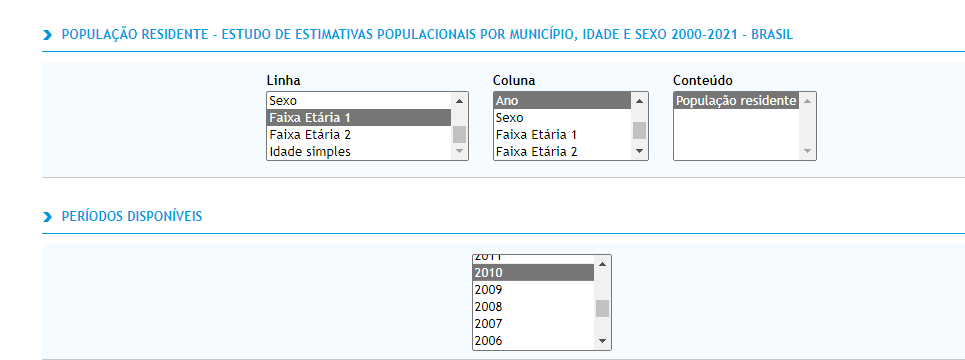 POPULAÇÃO RESIDENTE - ESTUDO DE ESTIMATIVAS POPULACIONAIS POR MUNICÍPIO, IDADE E SEXO 2000-2021 - BRASIL
Linha Coluna Conteúdo
Sexo Ano População residente
Faixa Etária 1 Sexo
Faixa Etária 2 Faixa Etária 1
Idade simples Faixa Etária 2
PERÍODOS DISPONÍVEIS
2011
2010
2009
2008
2007
2006